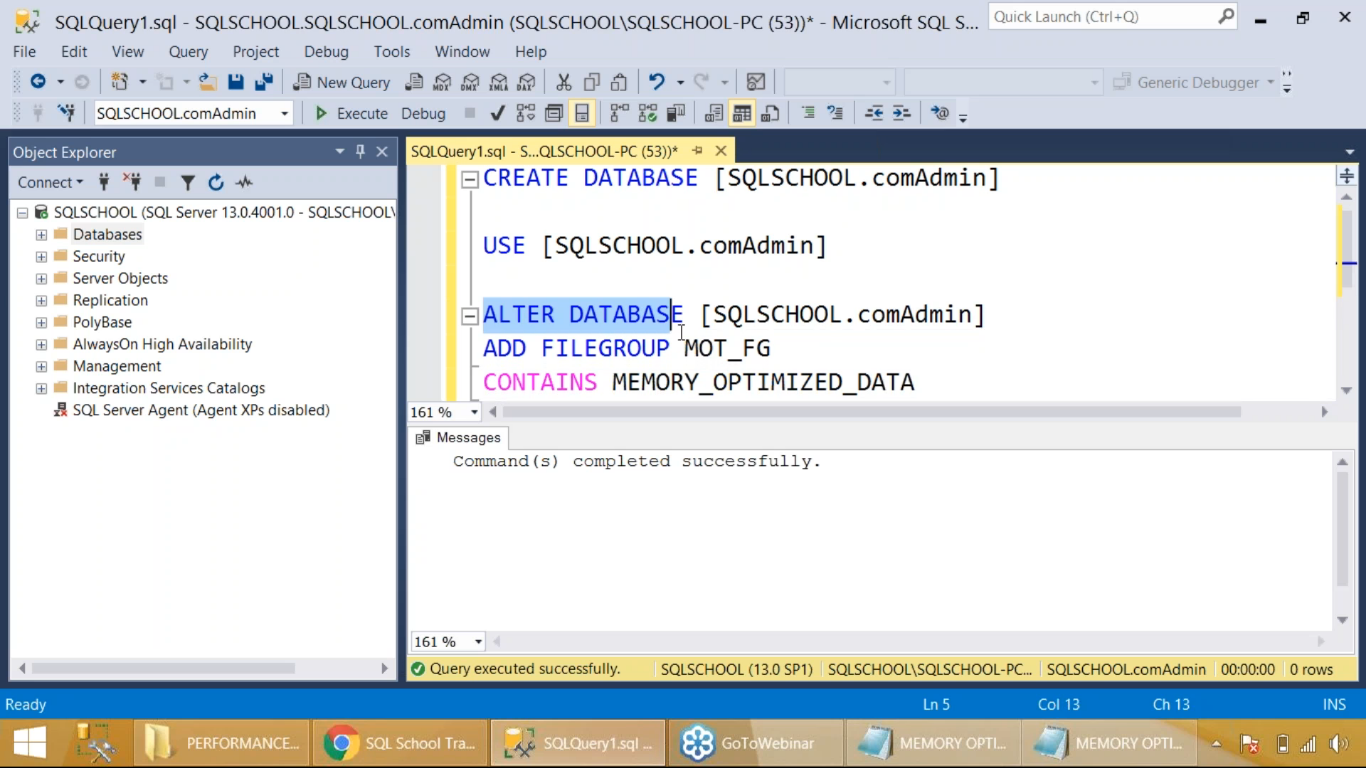 SQLQuery1.sql - SQLSCHOOL.SQLSCHOOL.comAdmin (SQLSCHOOL\SQLSCHOOL-PC (53))* - Microsoft SQL S...
Quick Launch (Ctrl+Q)
File Edit View Query Project Debug Tools Window Help
New Query MDX DMX XMLA DAX Generic Debugger
SQLSCHOOL.comAdmin Execute Debug
Object Explorer
Connect
SQLSCHOOL (SQL Server 13.0.4001.0 - SQLSCHOOL\
Databases
Security
Server Objects
Replication
PolyBase
AlwaysOn High Availability
Management
Integration Services Catalogs
SQL Server Agent (Agent XPs disabled)
SQLQuery1.sql - S...QLSCHOOL-PC (53))*
CREATE DATABASE [SQLSCHOOL.comAdmin]
USE [SQLSCHOOL.comAdmin]
ALTER DATABASE [SQLSCHOOL.comAdmin]
ADD FILEGROUP MOT_FG
CONTAINS MEMORY_OPTIMIZED_DATA
161 %
Messages
Command(s) completed successfully.
161 %
Query executed successfully. SQLSCHOOL (13.0 SP1) SQLSCHOOL\SQLSCHOOL-PC... SQLSCHOOL.comAdmin 00:00:00 0 rows
Ready Ln 5 Col 13 Ch 13 INS
PERFORMANCE... SQL School Tra... SQLQuery1.sql ... GoToWebinar MEMORY OPTI... MEMORY OPTI...